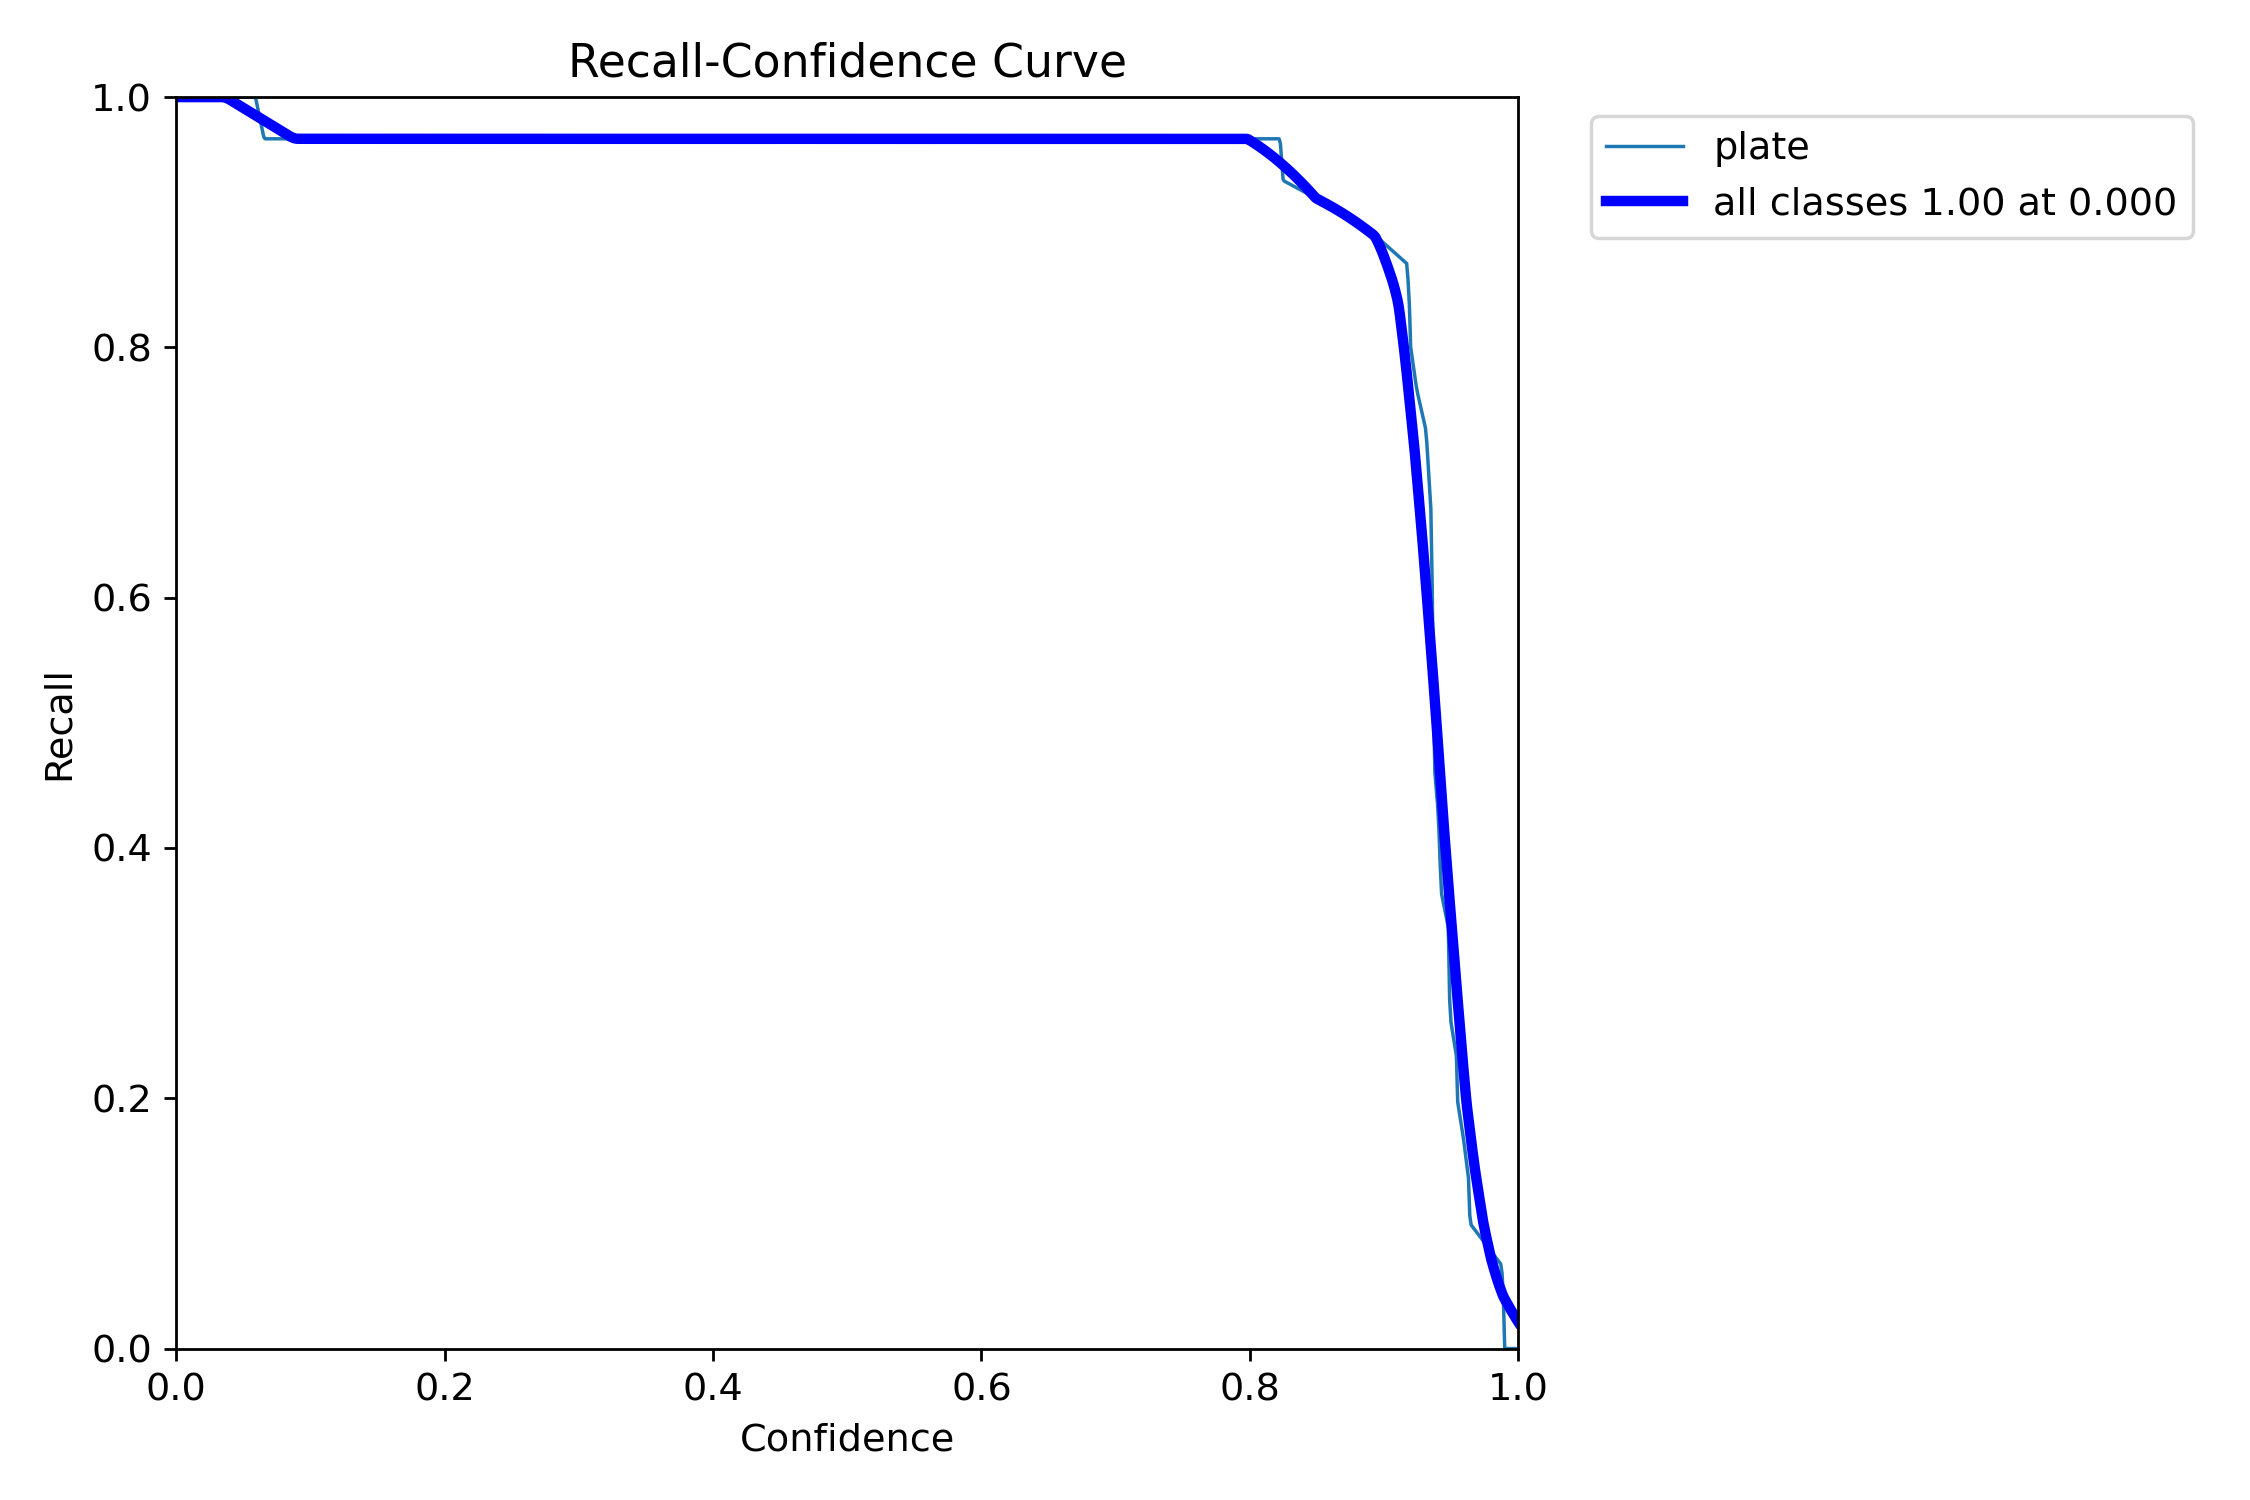 Recall-Confidence Curve
1.0
0.8
0.6
0.4
0.2
0.0
Recall
0.0 0.2 0.4 0.6 0.8 1.0
Confidence
plate
all classes 1.00 at 0.000